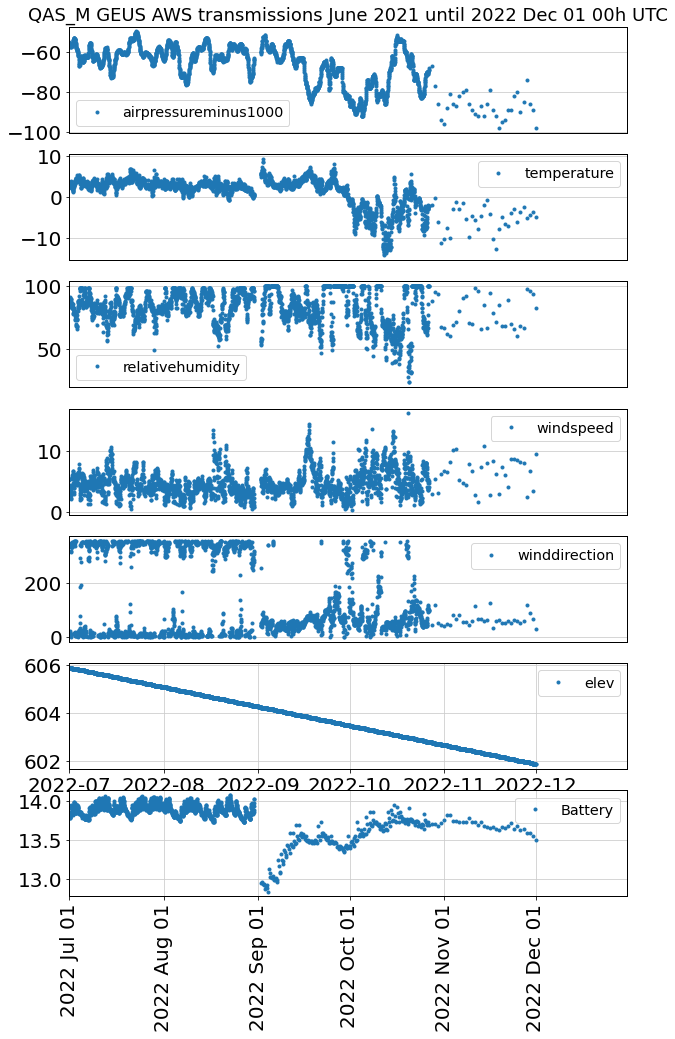 QAS_M GEUS AWS transmissions June 2021 until 2022 Dec 01 00h UTC
−60
−80
−100
airpressureminus1000
10
0
−10
temperature
100
50
relativehumidity
10
0
windspeed
200
0
winddirection
606
604
602
elev
2022-07 2022-08 2022-09 2022-10 2022-11 2022-12
14.0
13.5
13.0
Battery
2022 Jul 01
2022 Aug 01
2022 Sep 01
2022 Oct 01
2022 Nov 01
2022 Dec 01